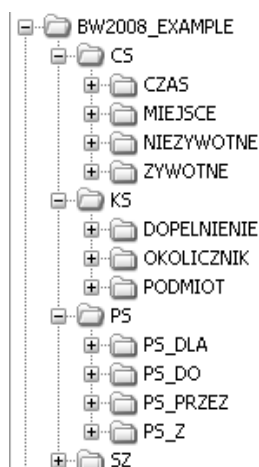 BW2008_EXAMPLE
CS
CZAS
MIEJSCE
NIEZYWOTNE
ZYWOTNE
KS
DOPELNIENIE
OKOLICZNIK
PODMIOT
PS
PS_DLA
PS_DO
PS_PRZEZ
PS_Z
SZ